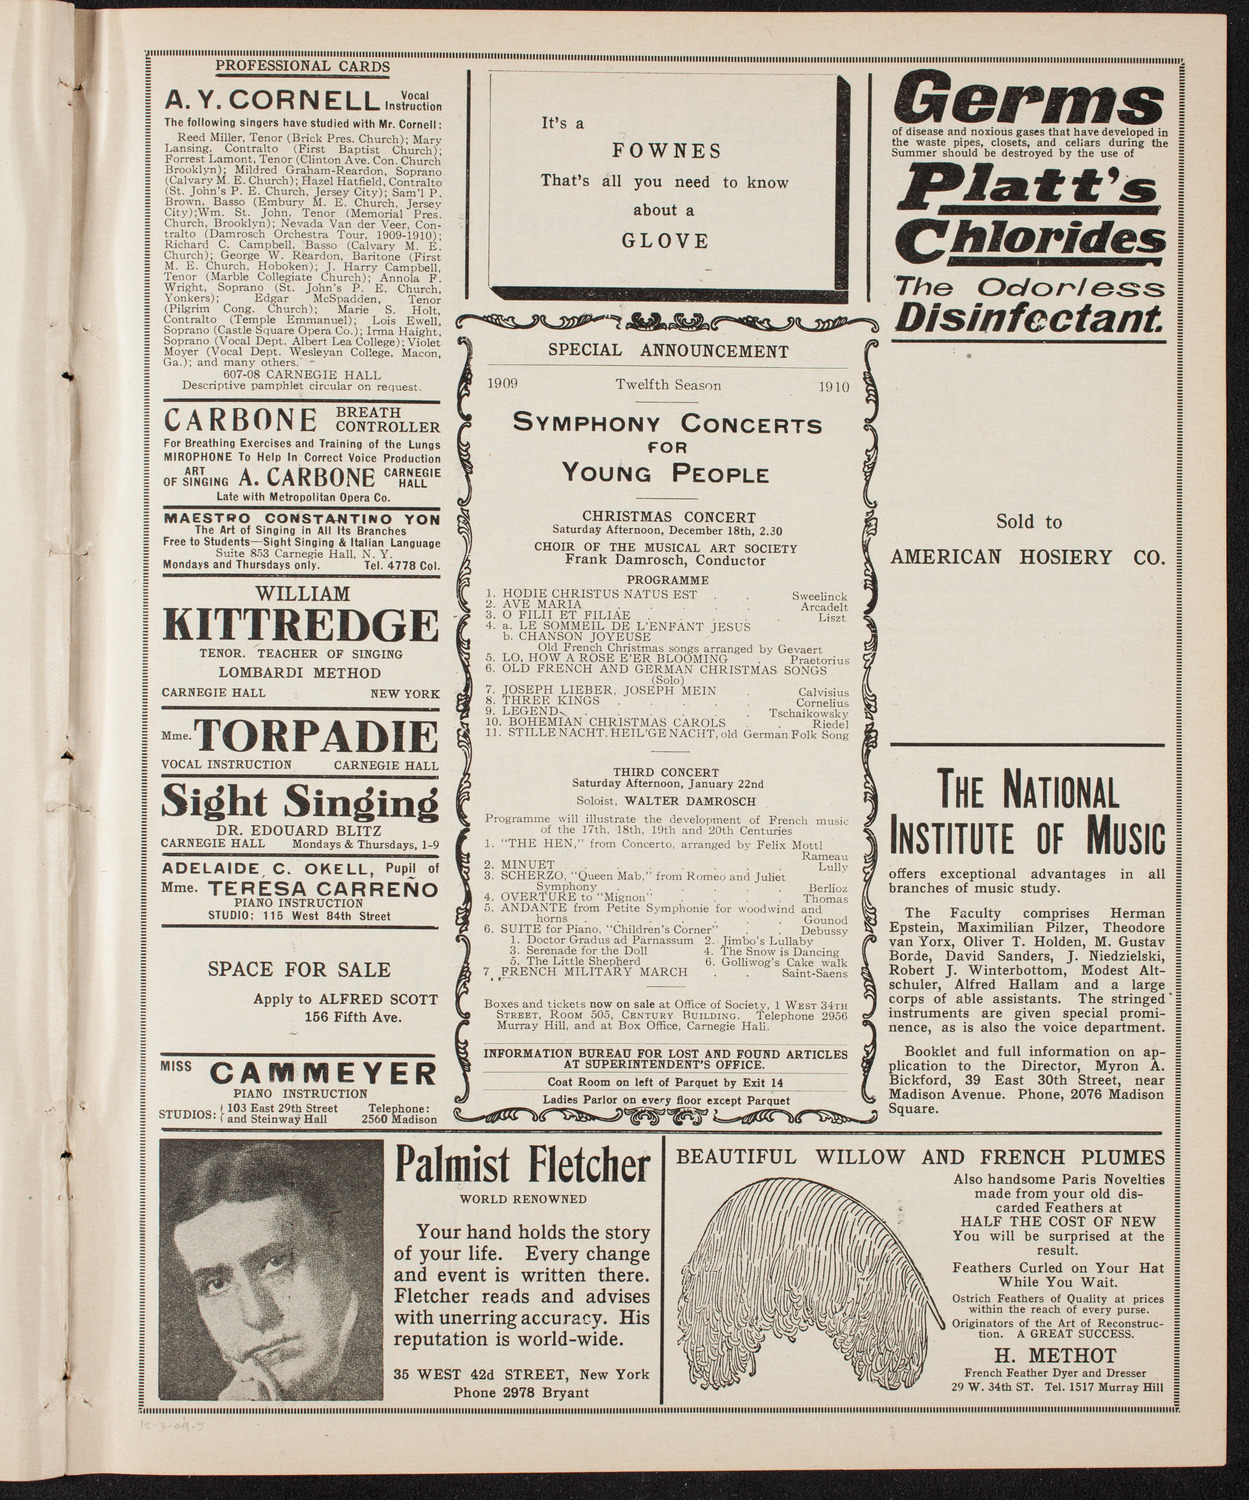 PROFESSIONAL CARDS
A. Y. CORNELL Vocal Instruction
The following singers have studied with Mr. Cornell:
Reed Miller, Tenor (Brick Pres. Church); Mary
Lansing, Contralto (First Baptist Church);
Forrest Lamont, Tenor (Clinton Ave. Con. Church
Brooklyn); Mildred Graham-Reardon, Soprano
(Calvary M. E. Church); Hazel Hatfield, Contralto
(St. John's P. E. Church, Jersey City); Sam'l P.
Brown, Basso (Embury M. E. Church, Jersey
City); Wm. St. John, Tenor (Memorial Pres.
Church, Brooklyn); Nevada Van der Veer, Con-
tralto (Damrosch Orchestra Tour, 1909-1910);
Richard C. Campbell, Basso (Calvary M. E.
Church); George W. Reardon, Baritone (First
M. E. Church, Hoboken); J. Harry Campbell,
Tenor (Marble Collegiate Church); Annola F.
Wright, Soprano (St. John's P. E. Church,
Yonkers); Edgar McSpadden, Tenor
(Pilgrim Cong. Church); Marie S. Holt,
Contralto (Temple Emmanuel); Lois Ewell,
Soprano (Castle Square Opera Co.); Irma Haight,
Soprano (Vocal Dept. Albert Lea College); Violet
Moyer (Vocal Dept. Wesleyan College, Macon,
Ga.); and many others.
607-08 CARNEGIE HALL
Descriptive pamphlet circular on request.
CARBONE BREATH CONTROLLER
For Breathing Exercises and Training of the Lungs
MIROPHONE To Help In Correct Voice Production
ART OF SINGING A. CARBONE CARNEGIE HALL
Late with Metropolitan Opera Co.
MAESTRO CONSTANTINO YON
The Art of Singing in All Its Branches
Free to Students—Sight Singing & Italian Language
Suite 853 Carnegie Hall, N. Y.
Mondays and Thursdays only. Tel. 4778 Col.
WILLIAM
KITTREDGE
TENOR. TEACHER OF SINGING
LOMBARDI METHOD
CARNEGIE HALL NEW YORK
Mme. TORPADIE
VOCAL INSTRUCTION CARNEGIE HALL
Sight Singing
DR. EDOUARD BLITZ
CARNEGIE HALL Mondays & Thursdays, 1-9
ADELAIDE C. OKELL, Pupil of
Mme. TERESA CARREÑO
PIANO INSTRUCTION
STUDIO: 115 West 84th Street
SPACE FOR SALE
Apply to ALFRED SCOTT
156 Fifth Ave.
MISS CAMMEYER
PIANO INSTRUCTION
STUDIOS: { 103 East 29th Street Telephone:
and Steinway Hall 2560 Madison
It's a
FOWNES
That's all you need to know
about a
GLOVE
SPECIAL ANNOUNCEMENT
1909 Twelfth Season 1910
SYMPHONY CONCERTS
FOR
YOUNG PEOPLE
CHRISTMAS CONCERT
Saturday Afternoon, December 18th, 2.30
CHOIR OF THE MUSICAL ART SOCIETY
Frank Damrosch, Conductor
PROGRAMME
1. HODIE CHRISTUS NATUS EST . . Sweelinck
2. AVE MARIA . . . . . Arcadelt
3. O FILII ET FILIAE . . . . Liszt
4. a. LE SOMMEIL DE L'ENFANT JESUS
b. CHANSON JOYEUSE
Old French Christmas songs arranged by Gevaert
5. LO, HOW A ROSE E'ER BLOOMING . Praetorius
6. OLD FRENCH AND GERMAN CHRISTMAS SONGS
(Solo)
7. JOSEPH LIEBER, JOSEPH MEIN . Calvisius
8. THREE KINGS . . . . . Cornelius
9. LEGEND . . . . . Tschaikowsky
10. BOHEMIAN CHRISTMAS CAROLS . . Riedel
11. STILLE NACHT, HEIL'GE NACHT, old German Folk Song
THIRD CONCERT
Saturday Afternoon, January 22nd
Soloist, WALTER DAMROSCH
Programme will illustrate the development of French music
of the 17th, 18th, 19th and 20th Centuries
1. "THE HEN," from Concerto, arranged by Felix Mottl
Rameau
2. MINUET . . . . . . Lully
3. SCHERZO, "Queen Mab," from Romeo and Juliet
Symphony . . . . . Berlioz
4. OVERTURE to "Mignon" . . . . Thomas
5. ANDANTE from Petite Symphonie for woodwind and
horns . . . . . . Gounod
6. SUITE for Piano, "Children's Corner" . . Debussy
1. Doctor Gradus ad Parnassum 2. Jimbo's Lullaby
3. Serenade for the Doll 4. The Snow is Dancing
5. The Little Shepherd 6. Golliwog's Cake walk
7. FRENCH MILITARY MARCH . . Saint-Saens
Boxes and tickets now on sale at Office of Society, 1 WEST 34TH
STREET, ROOM 505, CENTURY BUILDING. Telephone 2956
Murray Hill, and at Box Office, Carnegie Hall.
INFORMATION BUREAU FOR LOST AND FOUND ARTICLES
AT SUPERINTENDENT'S OFFICE.
Coat Room on left of Parquet by Exit 14
Ladies Parlor on every floor except Parquet
Germs
of disease and noxious gases that have developed in
the waste pipes, closets, and cellars during the
Summer should be destroyed by the use of
Platt's
Chlorides
The Odorless
Disinfectant.
Sold to
AMERICAN HOSIERY CO.
THE NATIONAL
INSTITUTE OF MUSIC
offers exceptional advantages in all
branches of music study.
The Faculty comprises Herman
Epstein, Maximilian Pilzer, Theodore
van Yorx, Oliver T. Holden, M. Gustav
Borde, David Sanders, J. Niedzielski,
Robert J. Winterbottom, Modest Alt-
schuler, Alfred Hallam and a large
corps of able assistants. The stringed
instruments are given special promi-
nence, as is also the voice department.
Booklet and full information on ap-
plication to the Director, Myron A.
Bickford, 39 East 30th Street, near
Madison Avenue. Phone, 2076 Madison
Square.
Palmist Fletcher
WORLD RENOWNED
Your hand holds the story
of your life. Every change
and event is written there.
Fletcher reads and advises
with unerring accuracy. His
reputation is world-wide.
35 WEST 42d STREET, New York
Phone 2978 Bryant
BEAUTIFUL WILLOW AND FRENCH PLUMES
Also handsome Paris Novelties
made from your old dis-
carded Feathers at
HALF THE COST OF NEW
You will be surprised at the
result.
Feathers Curled on Your Hat
While You Wait.
Ostrich Feathers of Quality at prices
within the reach of every purse.
Originators of the Art of Reconstruc-
tion. A GREAT SUCCESS.
H. METHOT
French Feather Dyer and Dresser
29 W. 34th ST. Tel. 1517 Murray Hill
12-3-09-5